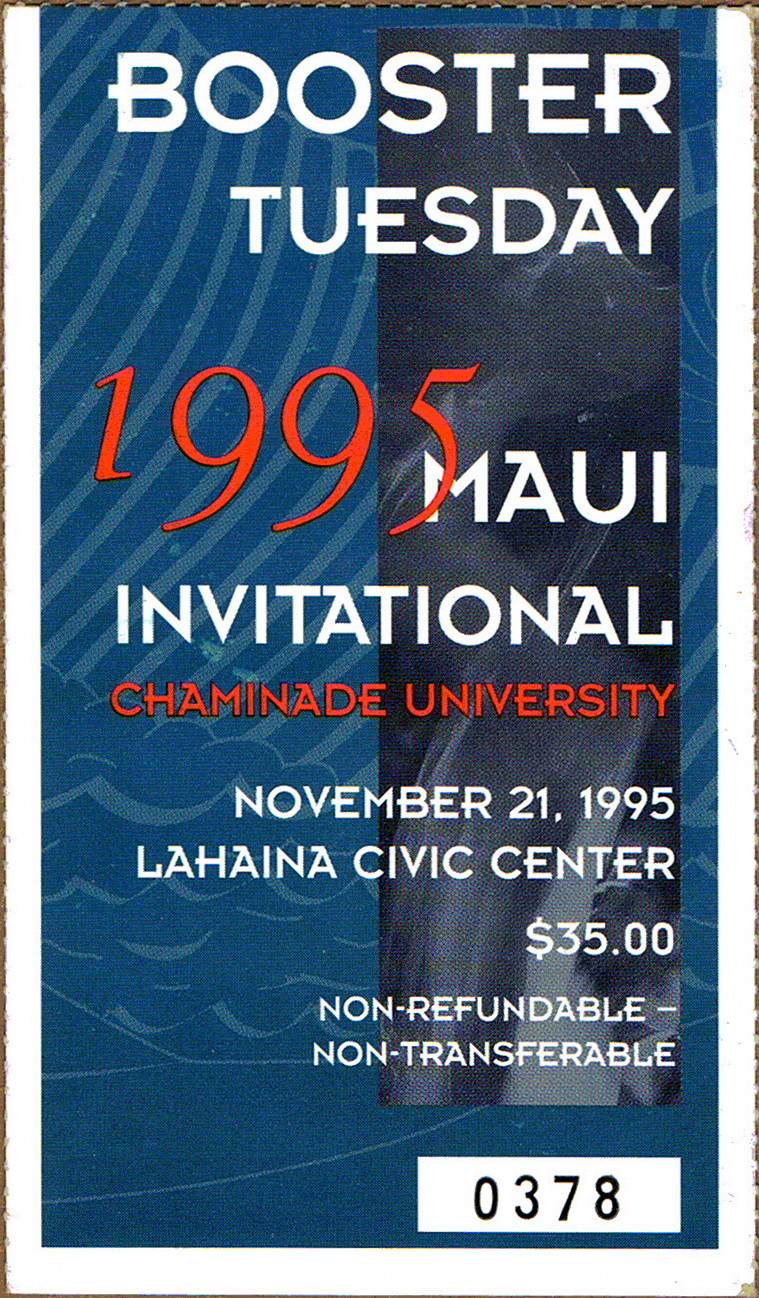 BOOSTER
TUESDAY
1995 MAUI
INVITATIONAL
CHAMINADE UNIVERSITY
NOVEMBER 21, 1995
LAHAINA CIVIC CENTER
$35.00
NON-REFUNDABLE –
NON-TRANSFERABLE
0378